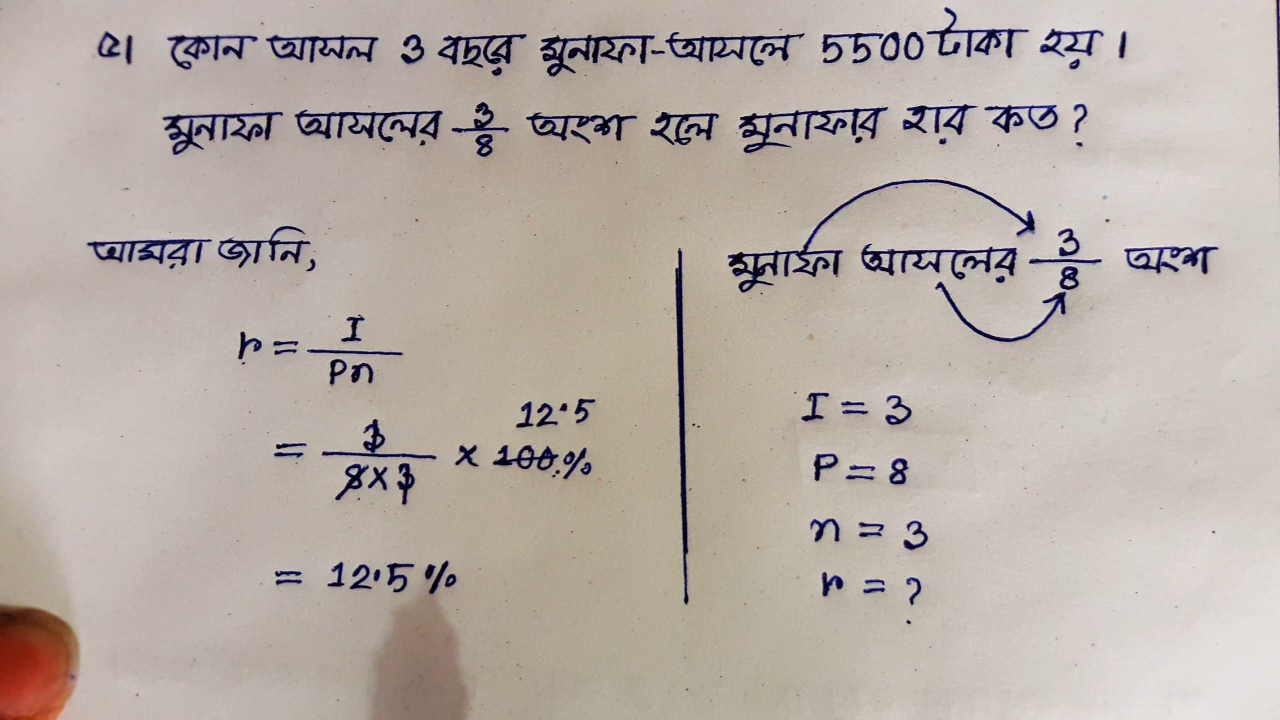 ৫। কোন আসল 3 বছরে মুনাফা-আসলে 5500 টাকা হয়।
মুনাফা আসলের 3/8 অংশ হলে মুনাফার হার কত?
আমরা জানি,
r = I/Pn
= 3/(8×3) × 100% 12.5
= 12.5%
মুনাফা আসলের 3/8 অংশ
I = 3
P = 8
n = 3
r = ?